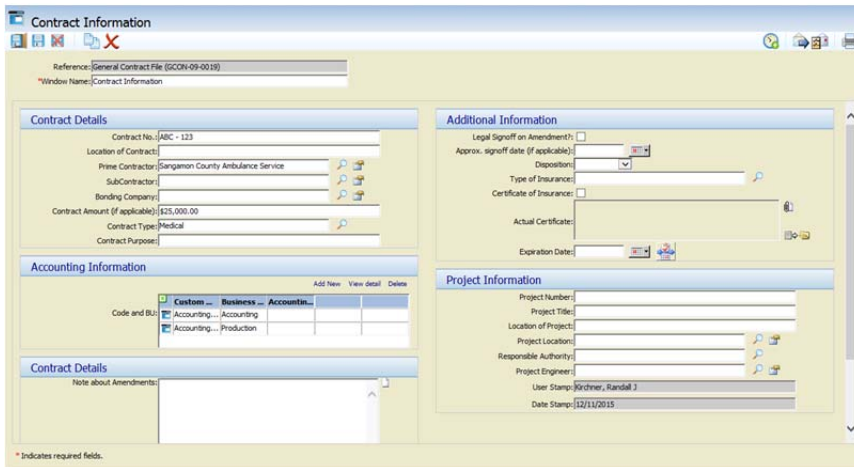 Contract Information
Reference: General Contract File (GCON-09-0019)
*Window Name: Contract Information
Contract Details
Contract No.: ABC - 123
Location of Contract:
Prime Contractor: Sangamon County Ambulance Service
SubContractor:
Bonding Company:
Contract Amount (if applicable): $25,000.00
Contract Type: Medical
Contract Purpose:
Accounting Information
Add New View detail Delete
Custom ... Business ... Accountin...
Code and BU:
Accounting... Accounting
Accounting... Production
Contract Details
Note about Amendments:
Additional Information
Legal Signoff on Amendment?:
Approx. signoff date (if applicable):
Disposition:
Type of Insurance:
Certificate of Insurance:
Actual Certificate:
Expiration Date:
Project Information
Project Number:
Project Title:
Location of Project:
Project Location:
Responsible Authority:
Project Engineer:
User Stamp: Kirchner, Randall J
Date Stamp: 12/11/2015
* Indicates required fields.